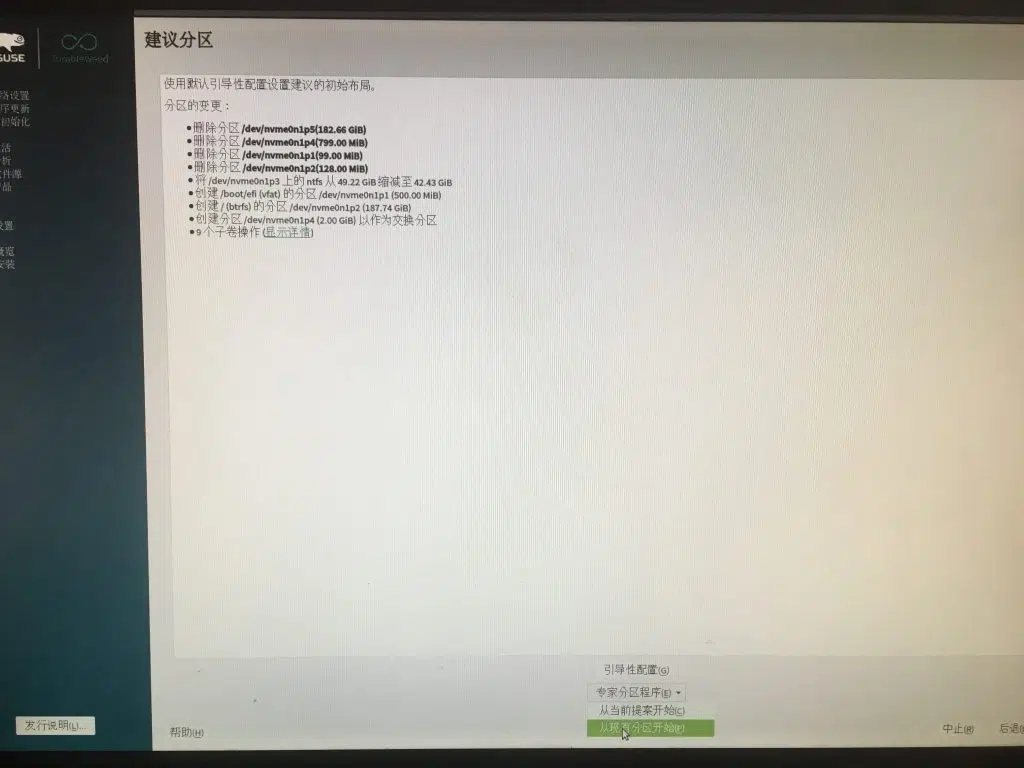 建议分区
SUSE
Tumbleweed
使用默认引导性配置设置建议的初始布局。
分区的变更：
络设置
序更新
初始化
活
析
件源
品
设置
概览
安装
•删除分区 /dev/nvme0n1p5(182.66 GiB)
•删除分区 /dev/nvme0n1p4(799.00 MiB)
•删除分区 /dev/nvme0n1p1(99.00 MiB)
•删除分区 /dev/nvme0n1p2(128.00 MiB)
•将 /dev/nvme0n1p3 上的 ntfs 从 49.22 GiB 缩减至 42.43 GiB
•创建 /boot/efi (vfat) 的分区 /dev/nvme0n1p1 (500.00 MiB)
•创建 / (btrfs) 的分区 /dev/nvme0n1p2 (187.74 GiB)
•创建分区 /dev/nvme0n1p4 (2.00 GiB) 以作为交换分区
•9 个子卷操作 (显示详情)
引导性配置(G)
专家分区程序(E)
从当前提案开始(C)
从现有分区开始(P)
发行说明(L)...
帮助(H)
中止(R)
后退